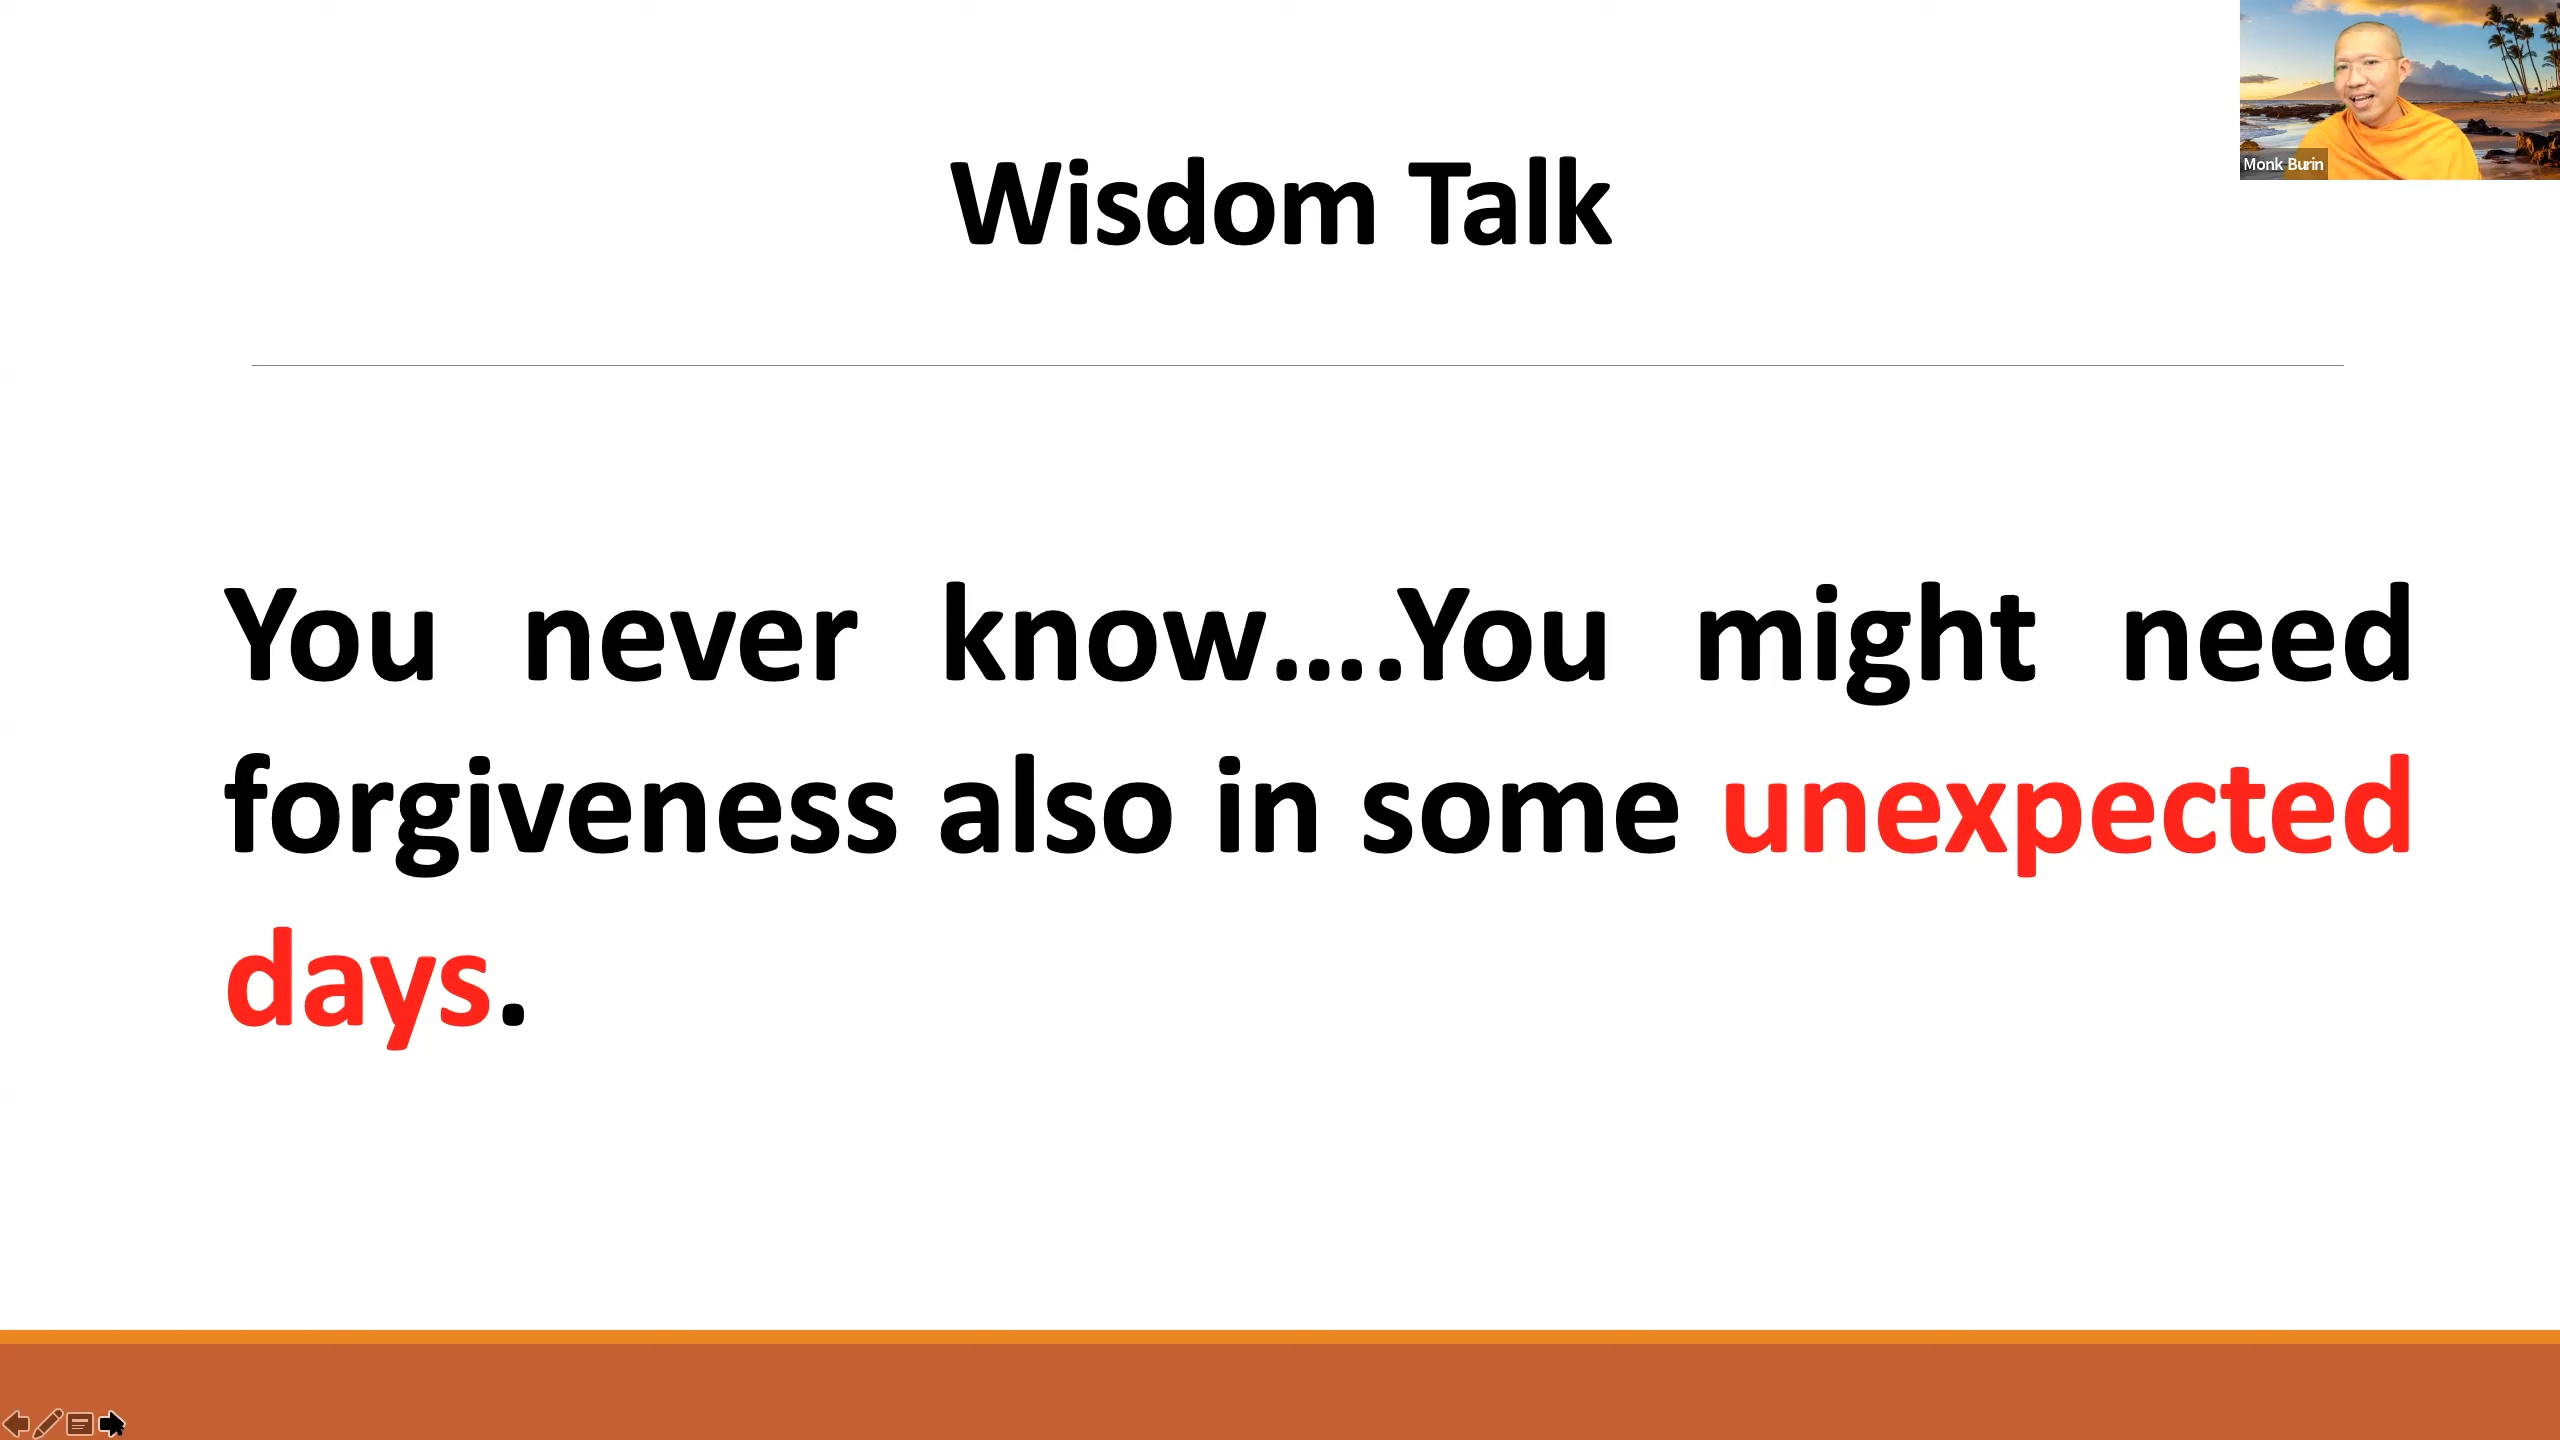 Wisdom Talk
Monk Burin
You never know....You might need
forgiveness also in some unexpected
days.